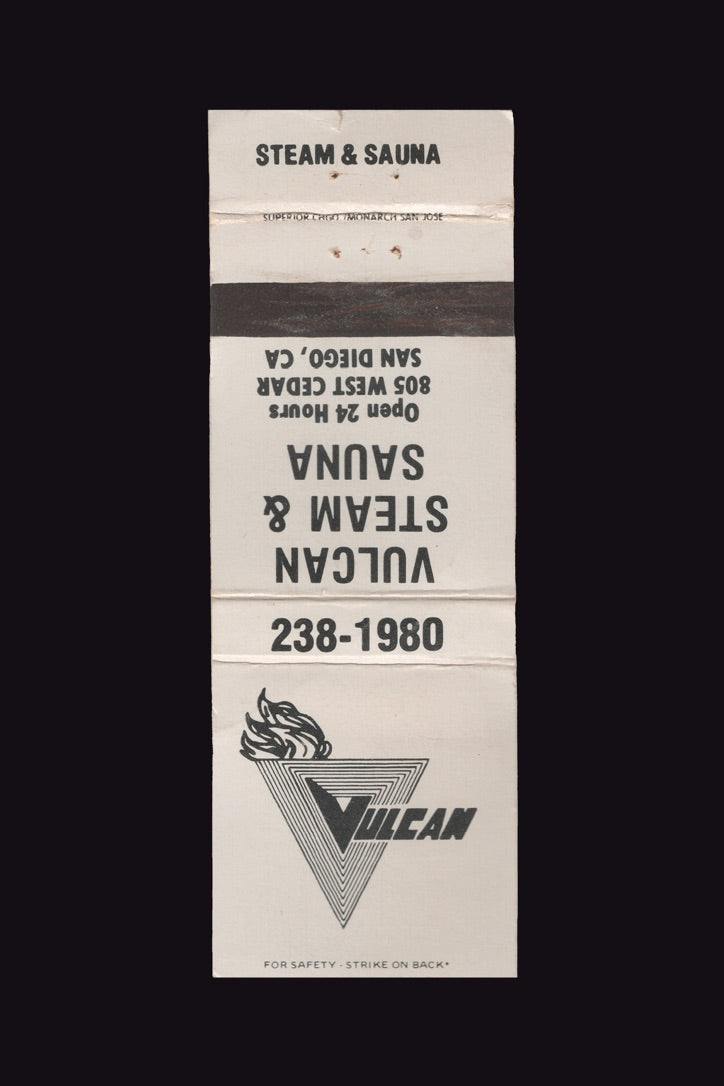 STEAM & SAUNA
SUPERIOR CHGO. /MONARCH SAN JOSE
VULCAN
STEAM &
SAUNA
Open 24 Hours
805 WEST CEDAR
SAN DIEGO, CA
238-1980
VULCAN
FOR SAFETY - STRIKE ON BACK*